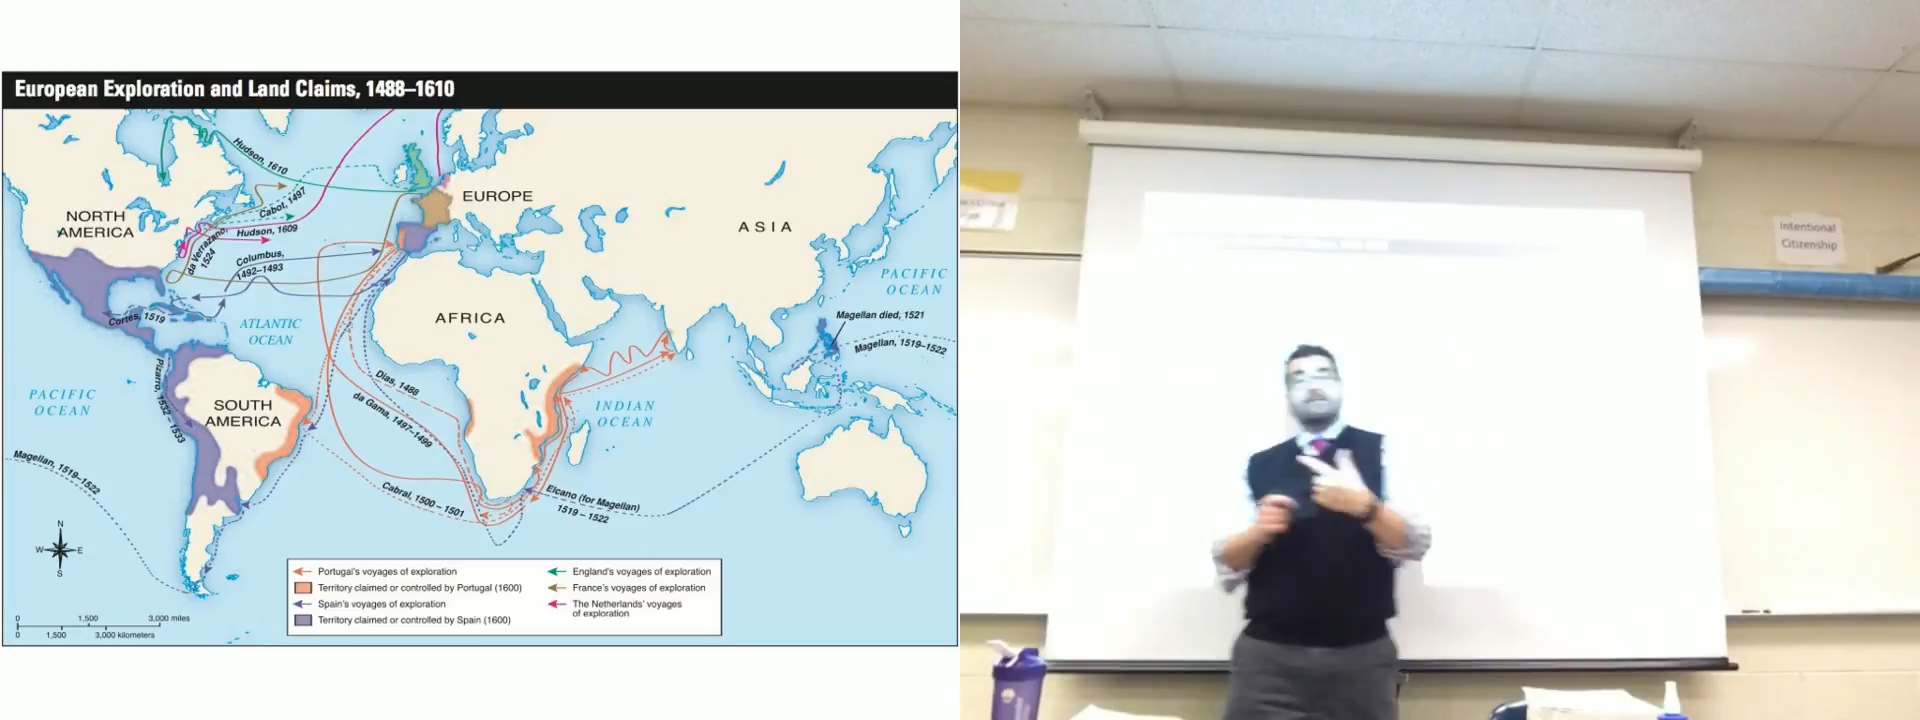 European Exploration and Land Claims, 1488–1610
Hudson, 1610
Cabot, 1497
EUROPE
NORTH
AMERICA
ASIA
Hudson, 1609
da Verrazano,
1524
Columbus,
1492–1493
PACIFIC
OCEAN
Cortés, 1519
ATLANTIC
OCEAN
AFRICA
Magellan died, 1521
Magellan, 1519–1522
Pizarro, 1532–1533
Dias, 1488
da Gama, 1497–1499
PACIFIC
OCEAN
SOUTH
AMERICA
INDIAN
OCEAN
Magellan, 1519–1522
Cabral, 1500–1501
Elcano (for Magellan)
1519–1522
N
W
E
S
Portugal's voyages of exploration
Territory claimed or controlled by Portugal (1600)
Spain's voyages of exploration
Territory claimed or controlled by Spain (1600)
England's voyages of exploration
France's voyages of exploration
The Netherlands' voyages
of exploration
0 1,500 3,000 miles
0 1,500 3,000 kilometers
Intentional
Citizenship